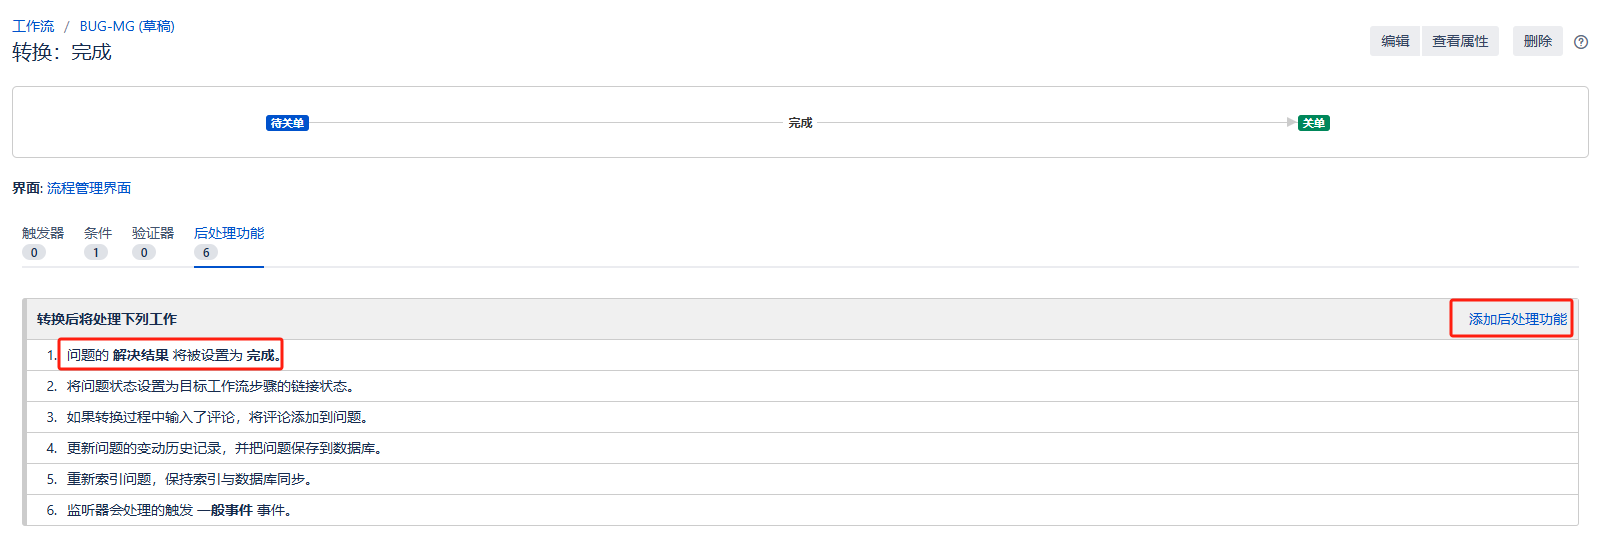 工作流 / BUG-MG (草稿)
转换：完成
编辑 查看属性 删除
待关单 完成 关单
界面: 流程管理界面
触发器 条件 验证器 后处理功能
0 1 0 6
转换后将处理下列工作 添加后处理功能
1. 问题的 解决结果 将被设置为 完成。
2. 将问题状态设置为目标工作流步骤的链接状态。
3. 如果转换过程中输入了评论，将评论添加到问题。
4. 更新问题的变动历史记录，并把问题保存到数据库。
5. 重新索引问题，保持索引与数据库同步。
6. 监听器会处理的触发 一般事件 事件。